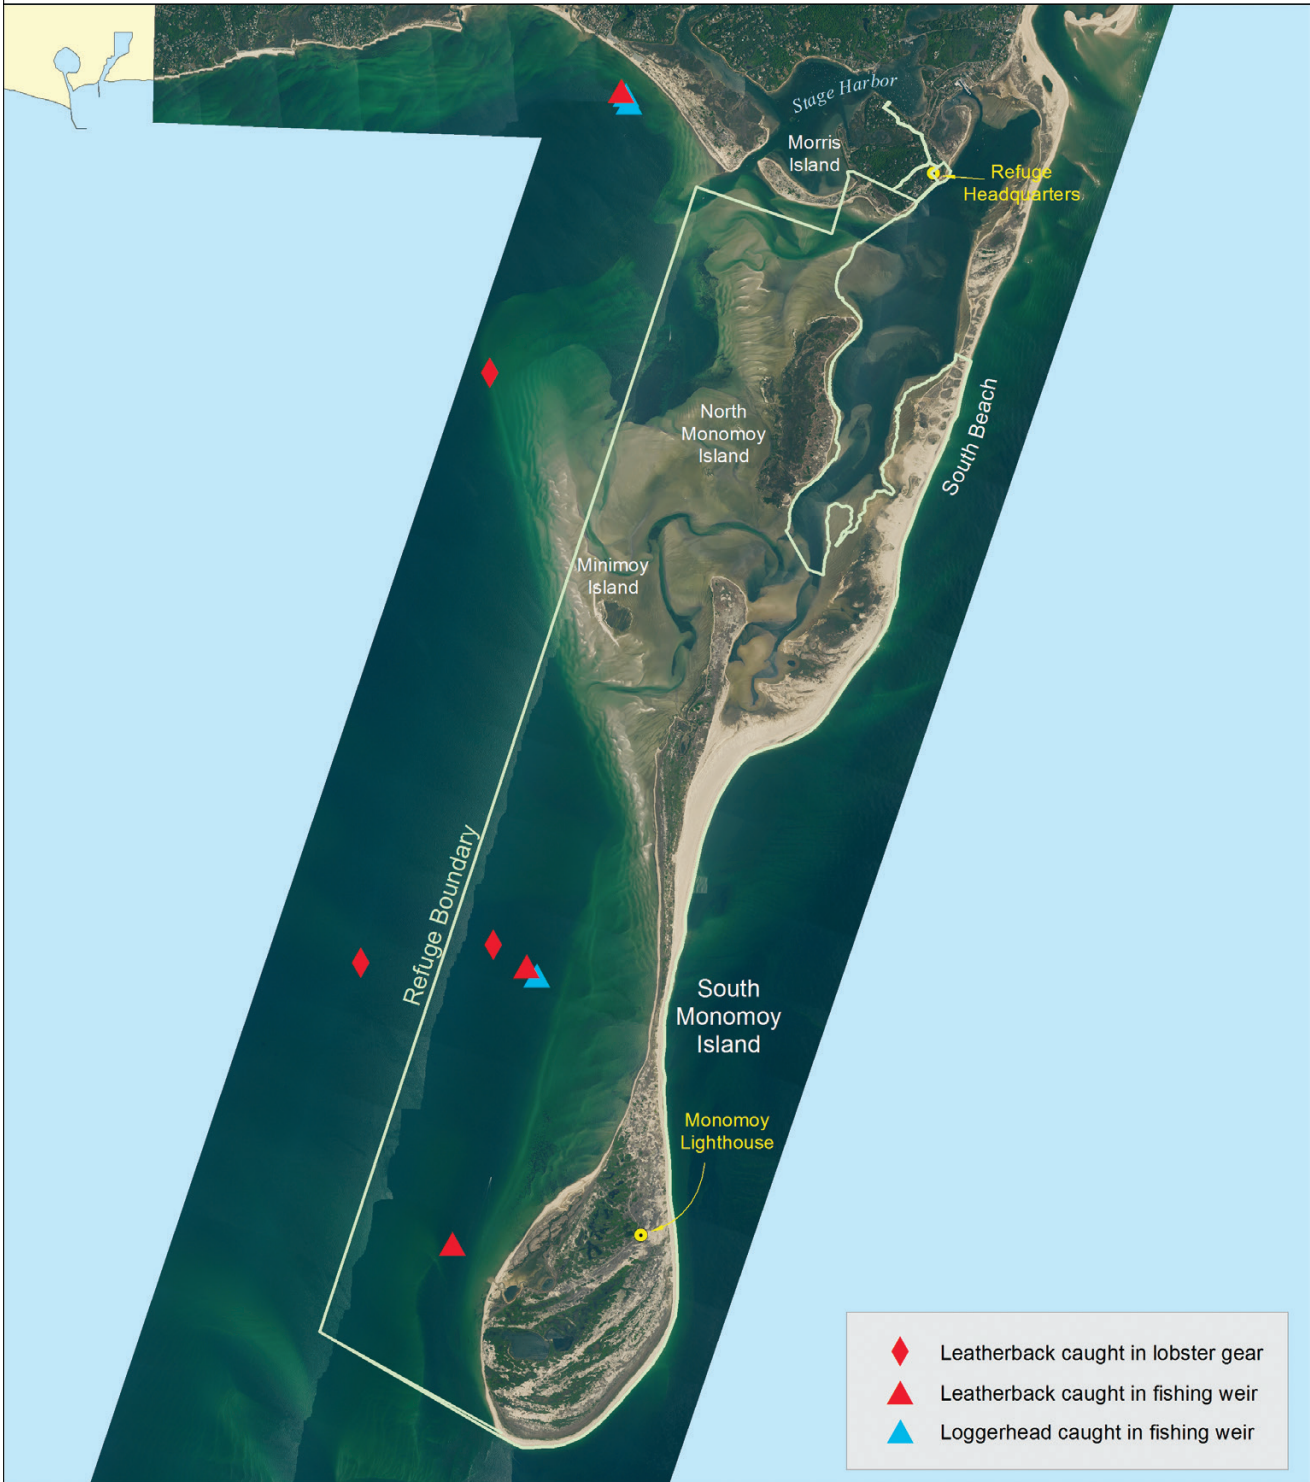 Stage Harbor
Morris
Island
Refuge
Headquarters
North
Monomoy
Island
South Beach
Minimoy
Island
Refuge Boundary
South
Monomoy
Island
Monomoy
Lighthouse
Leatherback caught in lobster gear
Leatherback caught in fishing weir
Loggerhead caught in fishing weir